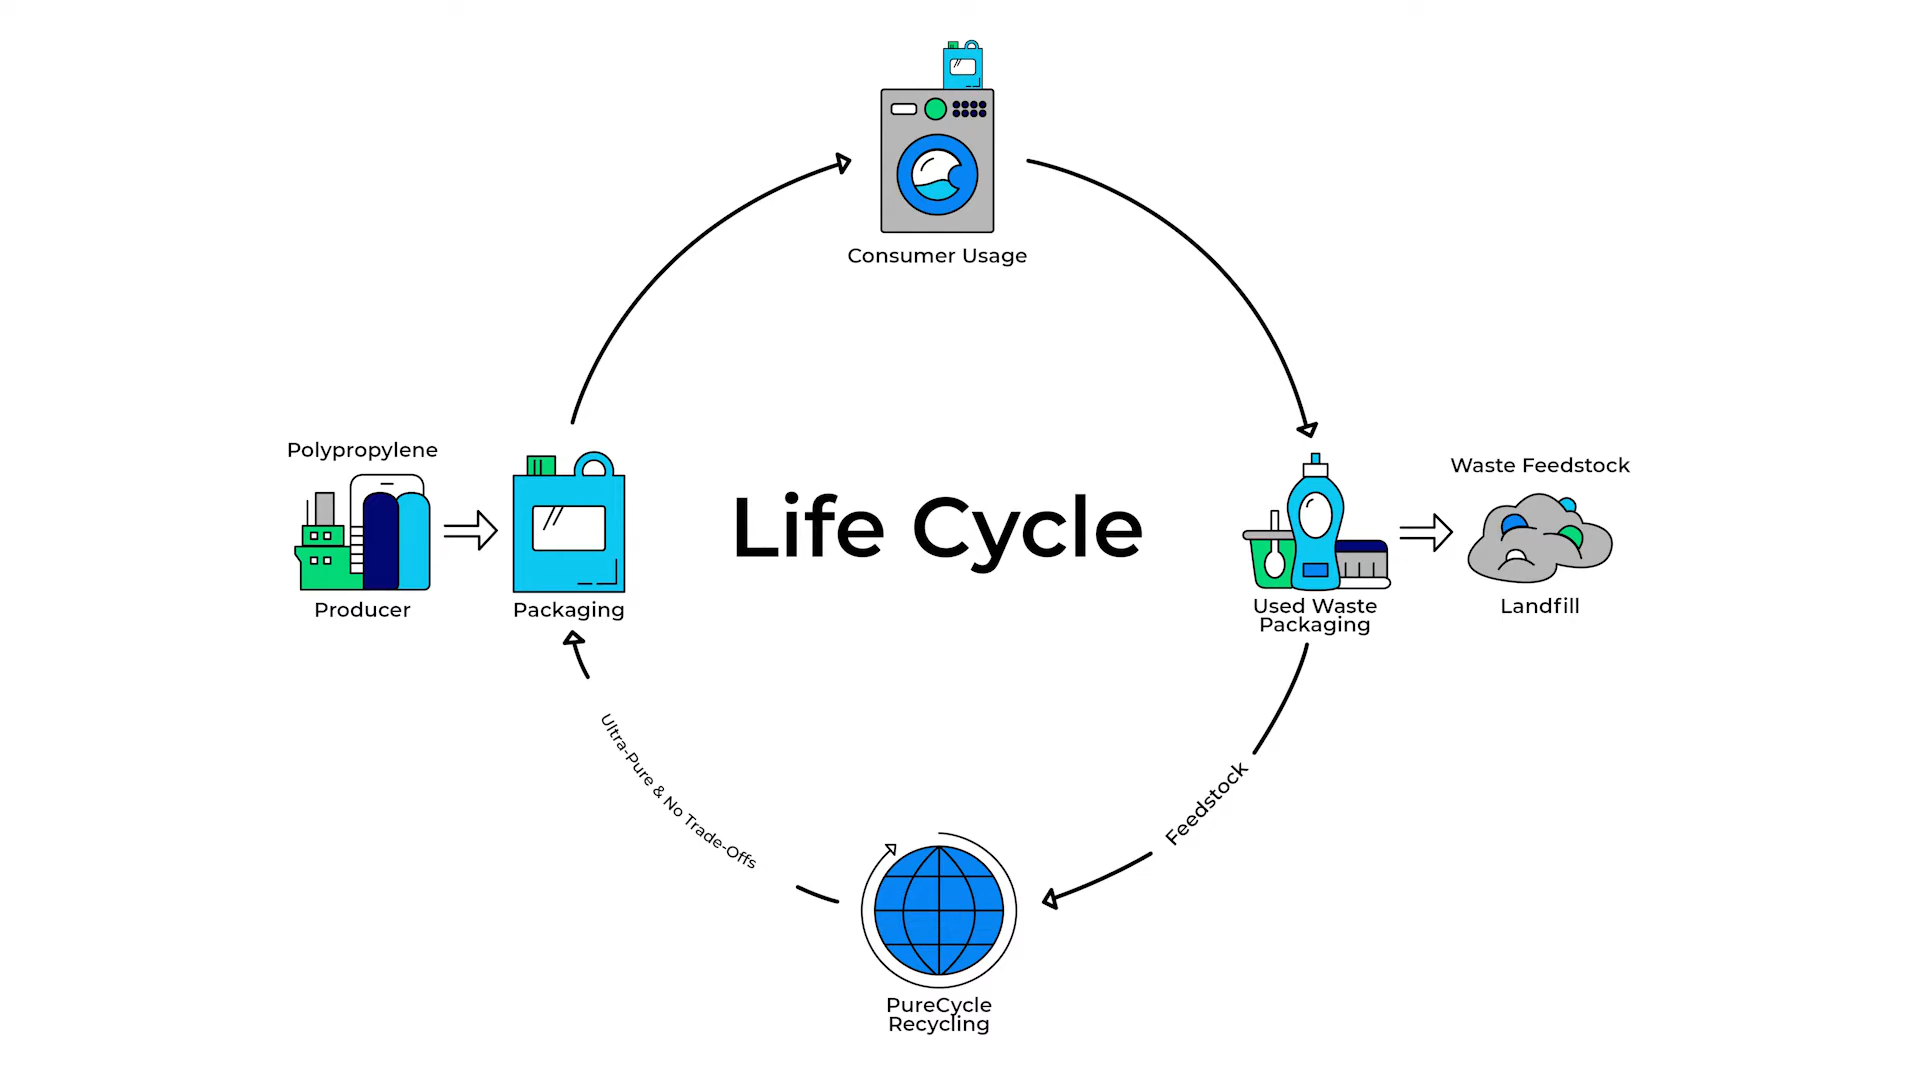 Consumer Usage
Polypropylene
Producer
Packaging
Life Cycle
Used Waste
Packaging
Waste Feedstock
Landfill
Feedstock
Ultra-Pure & No Trade-Offs
PureCycle
Recycling